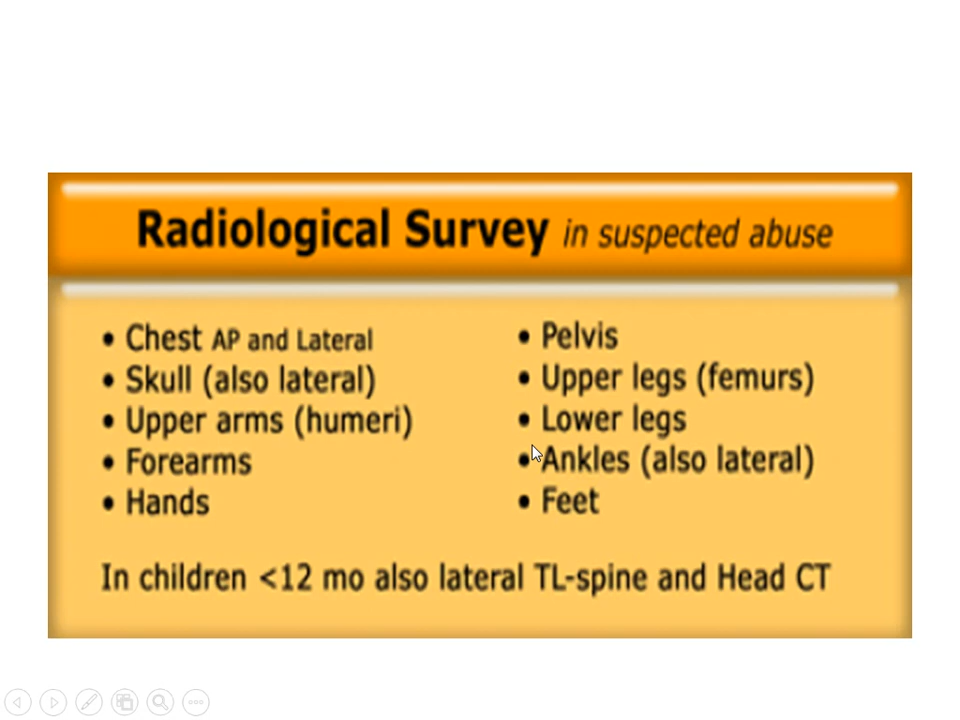 Radiological Survey in suspected abuse
• Chest AP and Lateral
• Skull (also lateral)
• Upper arms (humeri)
• Forearms
• Hands
• Pelvis
• Upper legs (femurs)
• Lower legs
• Ankles (also lateral)
• Feet
In children <12 mo also lateral TL-spine and Head CT